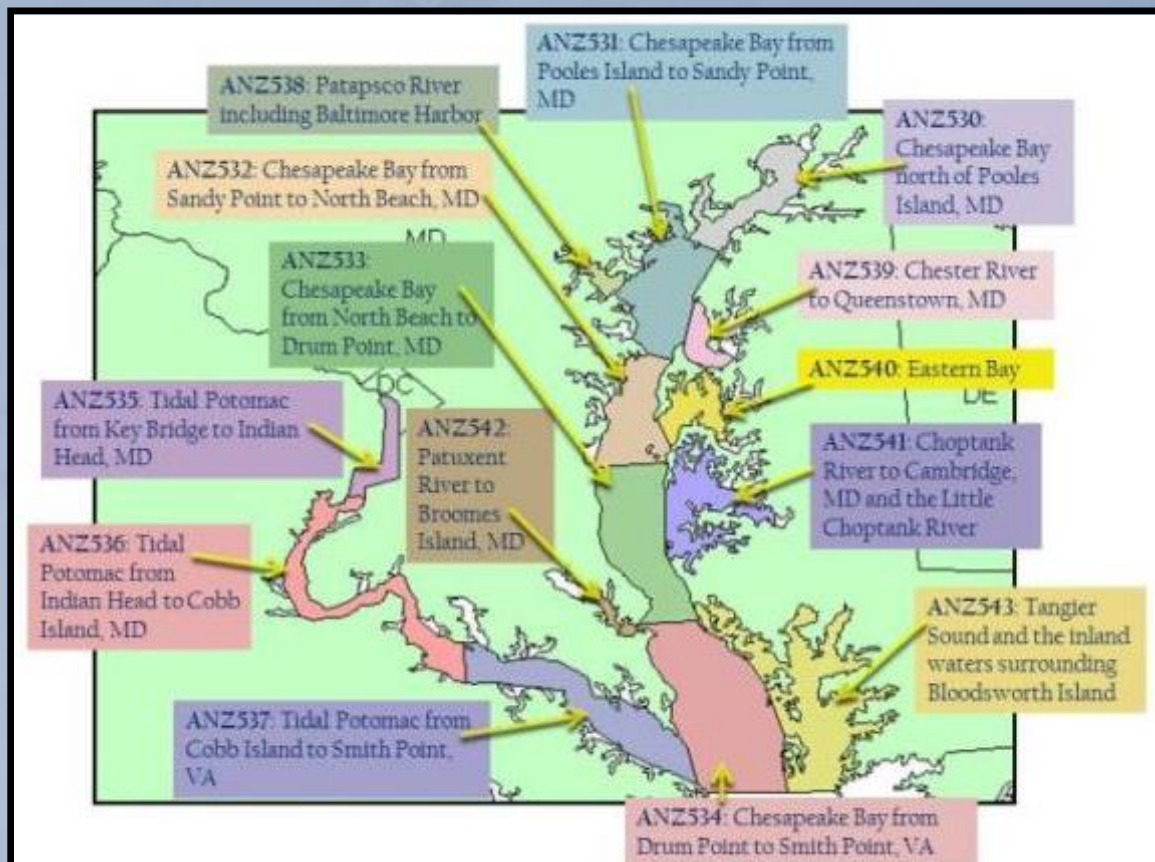 ANZ531: Chesapeake Bay from
Pooles Island to Sandy Point,
MD
ANZ538: Patapsco River
including Baltimore Harbor
ANZ530:
Chesapeake Bay
north of Pooles
Island, MD
ANZ532: Chesapeake Bay from
Sandy Point to North Beach, MD
MD
ANZ533:
Chesapeake Bay
from North Beach to
Drum Point, MD
ANZ539: Chester River
to Queenstown, MD
DC
ANZ540: Eastern Bay
DE
ANZ535: Tidal Potomac
from Key Bridge to Indian
Head, MD
ANZ542:
Patuxent
River to
Broomes
Island, MD
ANZ541: Choptank
River to Cambridge,
MD and the Little
Choptank River
ANZ536: Tidal
Potomac from
Indian Head to Cobb
Island, MD
ANZ543: Tangier
Sound and the inland
waters surrounding
Bloodsworth Island
ANZ537: Tidal Potomac from
Cobb Island to Smith Point,
VA
ANZ534: Chesapeake Bay from
Drum Point to Smith Point, VA